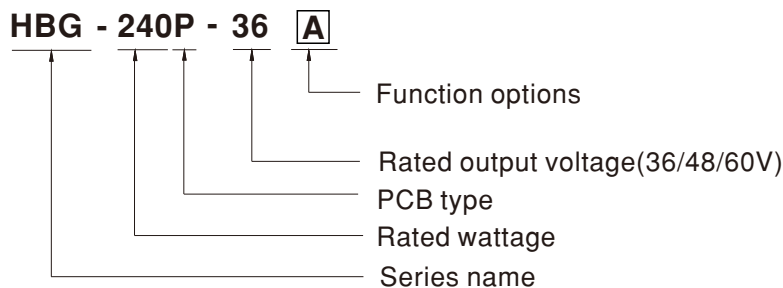 HBG - 240P - 36 A
Function options
Rated output voltage(36/48/60V)
PCB type
Rated wattage
Series name